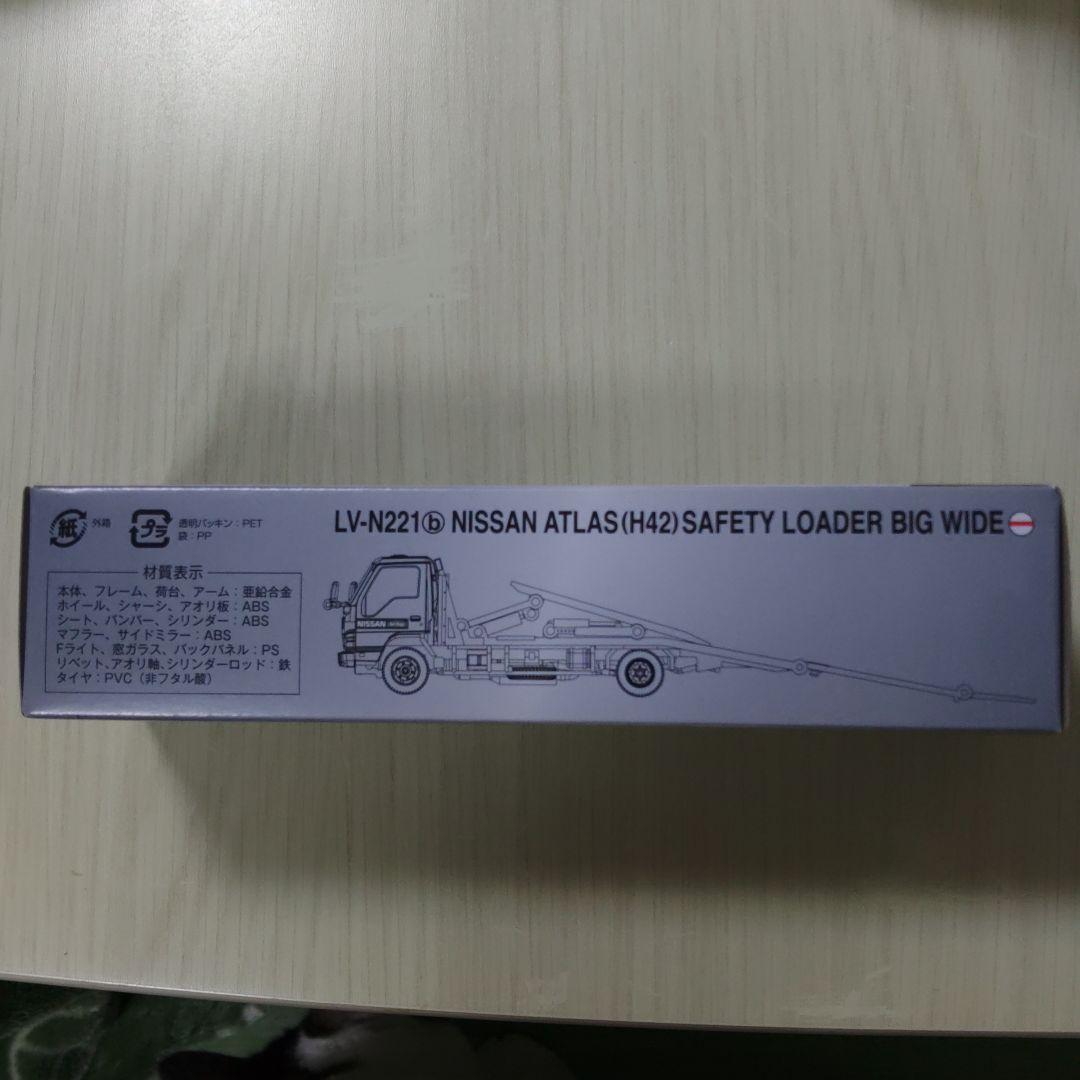 紙 外箱
プラ 透明パッキン：PET
袋：PP
LV-N221ⓑ NISSAN ATLAS(H42) SAFETY LOADER BIG WIDE
材質表示
本体、フレーム、荷台、アーム：亜鉛合金
ホイール、シャーシ、アオリ板：ABS
シート、バンパー、シリンダー：ABS
マフラー、サイドミラー：ABS
Fライト、窓ガラス、バックパネル：PS
リベット、アオリ軸、シリンダーロッド：鉄
タイヤ：PVC（非フタル酸）
NISSAN